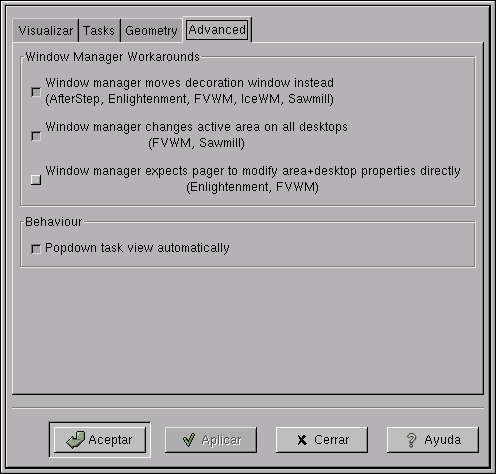 Visualizar Tasks Geometry Advanced
Window Manager Workarounds
Window manager moves decoration window instead
(AfterStep, Enlightenment, FVWM, IceWM, Sawmill)
Window manager changes active area on all desktops
(FVWM, Sawmill)
Window manager expects pager to modify area+desktop properties directly
(Enlightenment, FVWM)
Behaviour
Popdown task view automatically
Aceptar Aplicar Cerrar Ayuda